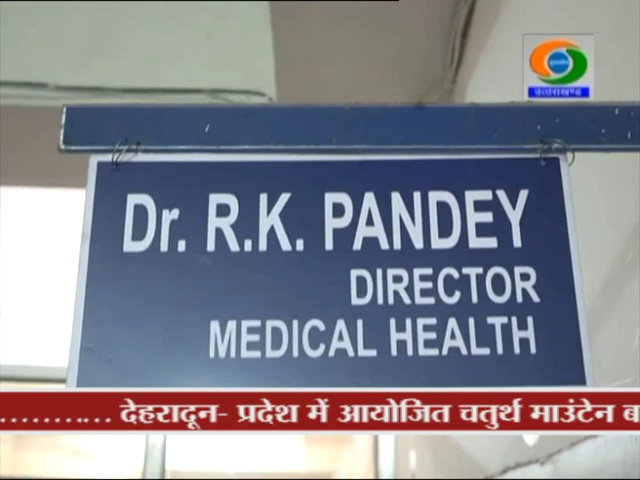 उत्तराखण्ड
Dr. R.K. PANDEY
DIRECTOR
MEDICAL HEALTH
........... देहरादून- प्रदेश में आयोजित चतुर्थ माउंटेन ब